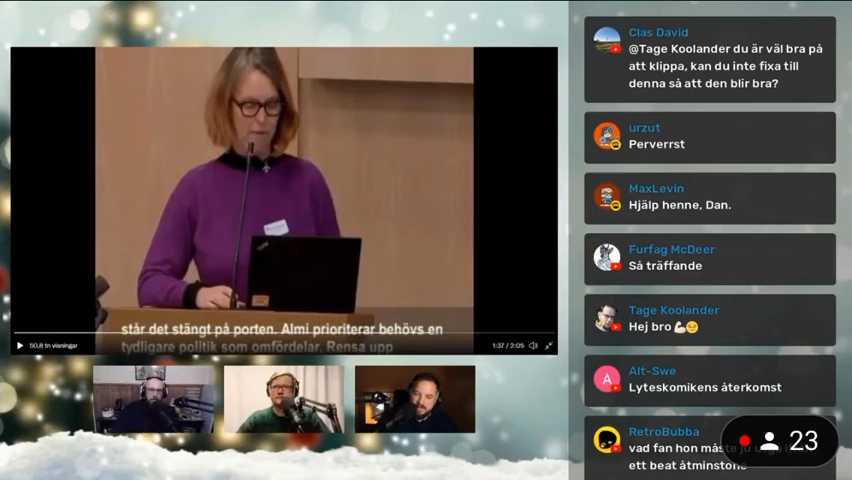 står det stängt på porten. Almi prioriterar behövs en
tydligare politik som omfördelar. Rensa upp
50,8 tn visningar
1:37 / 2:05
Clas David
@Tage Koolander du är väl bra på
att klippa, kan du inte fixa till
denna så att den blir bra?
urzut
Perverrst
MaxLevin
Hjälp henne, Dan.
Furfag McDeer
Så träffande
Tage Koolander
Hej bro 💪🏻😏
A
Alt-Swe
Lyteskomikens återkomst
RetroBubba
vad fan hon måste ju
ett beat åtminstone
23